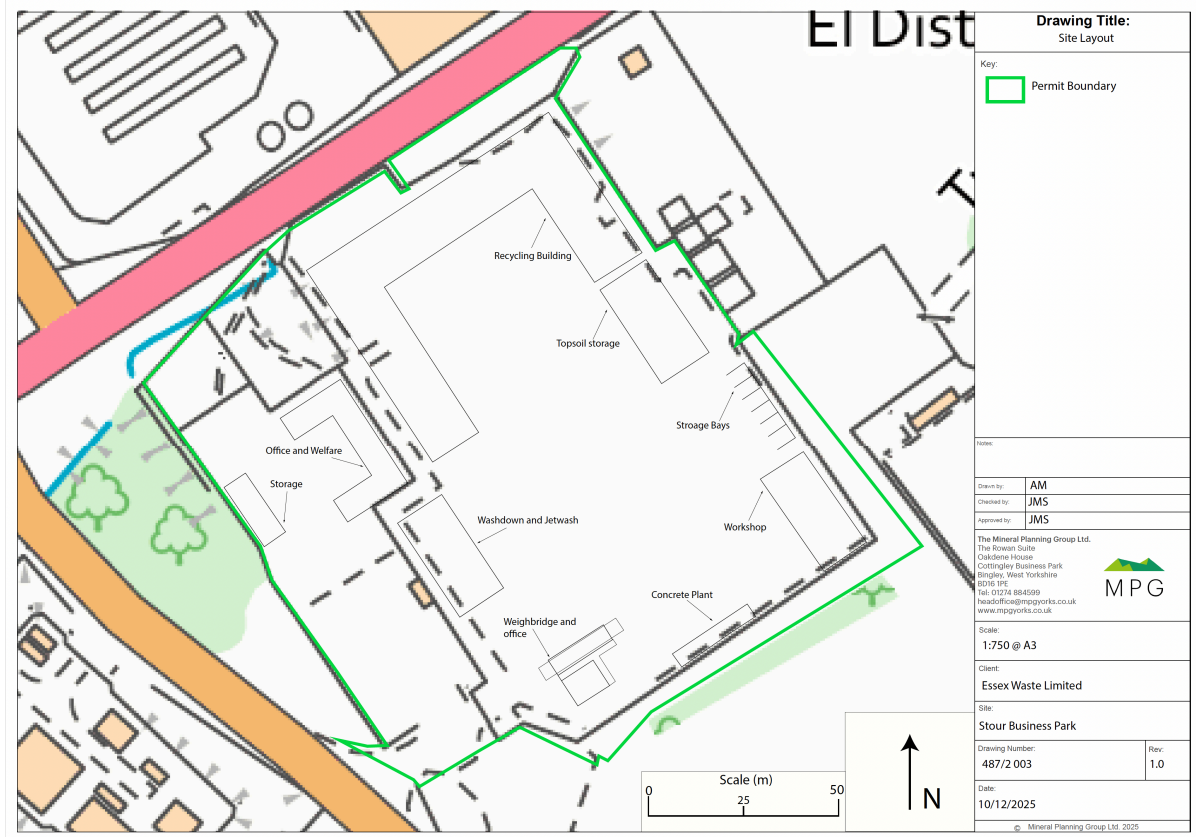 El Dist
T
Recycling Building
Topsoil storage
Stroage Bays
Office and Welfare
Storage
Washdown and Jetwash
Workshop
Concrete Plant
Weighbridge and
office
Scale (m)
0
25
50
N
Drawing Title:
Site Layout
Key:
Permit Boundary
Notes:
Drawn by:
AM
Checked by:
JMS
Approved by:
JMS
The Mineral Planning Group Ltd.
The Rowan Suite
Oakdene House
Cottingley Business Park
Bingley, West Yorkshire
BD16 1PE
Tel: 01274 884599
headoffice@mpgyorks.co.uk
www.mpgyorks.co.uk
MPG
Scale:
1:750 @ A3
Client:
Essex Waste Limited
Site:
Stour Business Park
Drawing Number:
487/2 003
Rev:
1.0
Date:
10/12/2025
© Mineral Planning Group Ltd. 2025